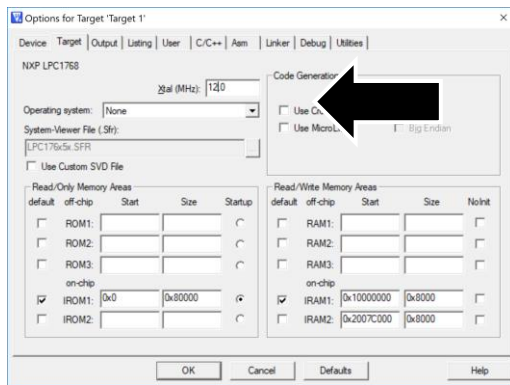 Options for Target 'Target 1'
Device Target Output Listing User C/C++ Asm Linker Debug Utilities
NXP LPC1768
Xtal (MHz): 12.0
Operating system: None
System-Viewer File (.Sfr):
LPC176x5x.SFR ...
Use Custom SVD File
Code Generation
Use
Use
Big Endian
Read/Only Memory Areas
default off-chip Start Size Startup
ROM1:
ROM2:
ROM3:
on-chip
IROM1: 0x0 0x80000
IROM2:
Read/Write Memory Areas
default off-chip Start Size NoInit
RAM1:
RAM2:
RAM3:
on-chip
IRAM1: 0x10000000 0x8000
IRAM2: 0x2007C000 0x8000
OK Cancel Defaults Help